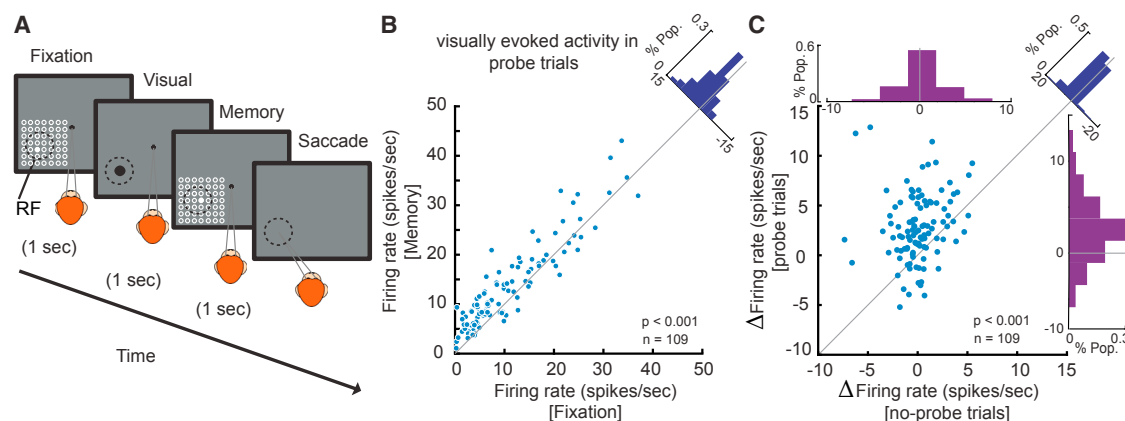 A
Fixation
Visual
Memory
Saccade
RF
(1 sec)
(1 sec)
(1 sec)
Time
B
visually evoked activity in
probe trials
% Pop.
0
0.3
15
-15
Firing rate (spikes/sec)
[Memory]
50
40
30
20
10
0
p < 0.001
n = 109
0 10 20 30 40 50
Firing rate (spikes/sec)
[Fixation]
C
% Pop.
0.6
0
-10 0 10
% Pop.
0
0.5
20
-20
ΔFiring rate (spikes/sec)
[probe trials]
15
10
5
0
-5
-10
p < 0.001
n = 109
-10 -5 0 5 10 15
ΔFiring rate (spikes/sec)
[no-probe trials]
10
0
-10
0 0.3
% Pop.